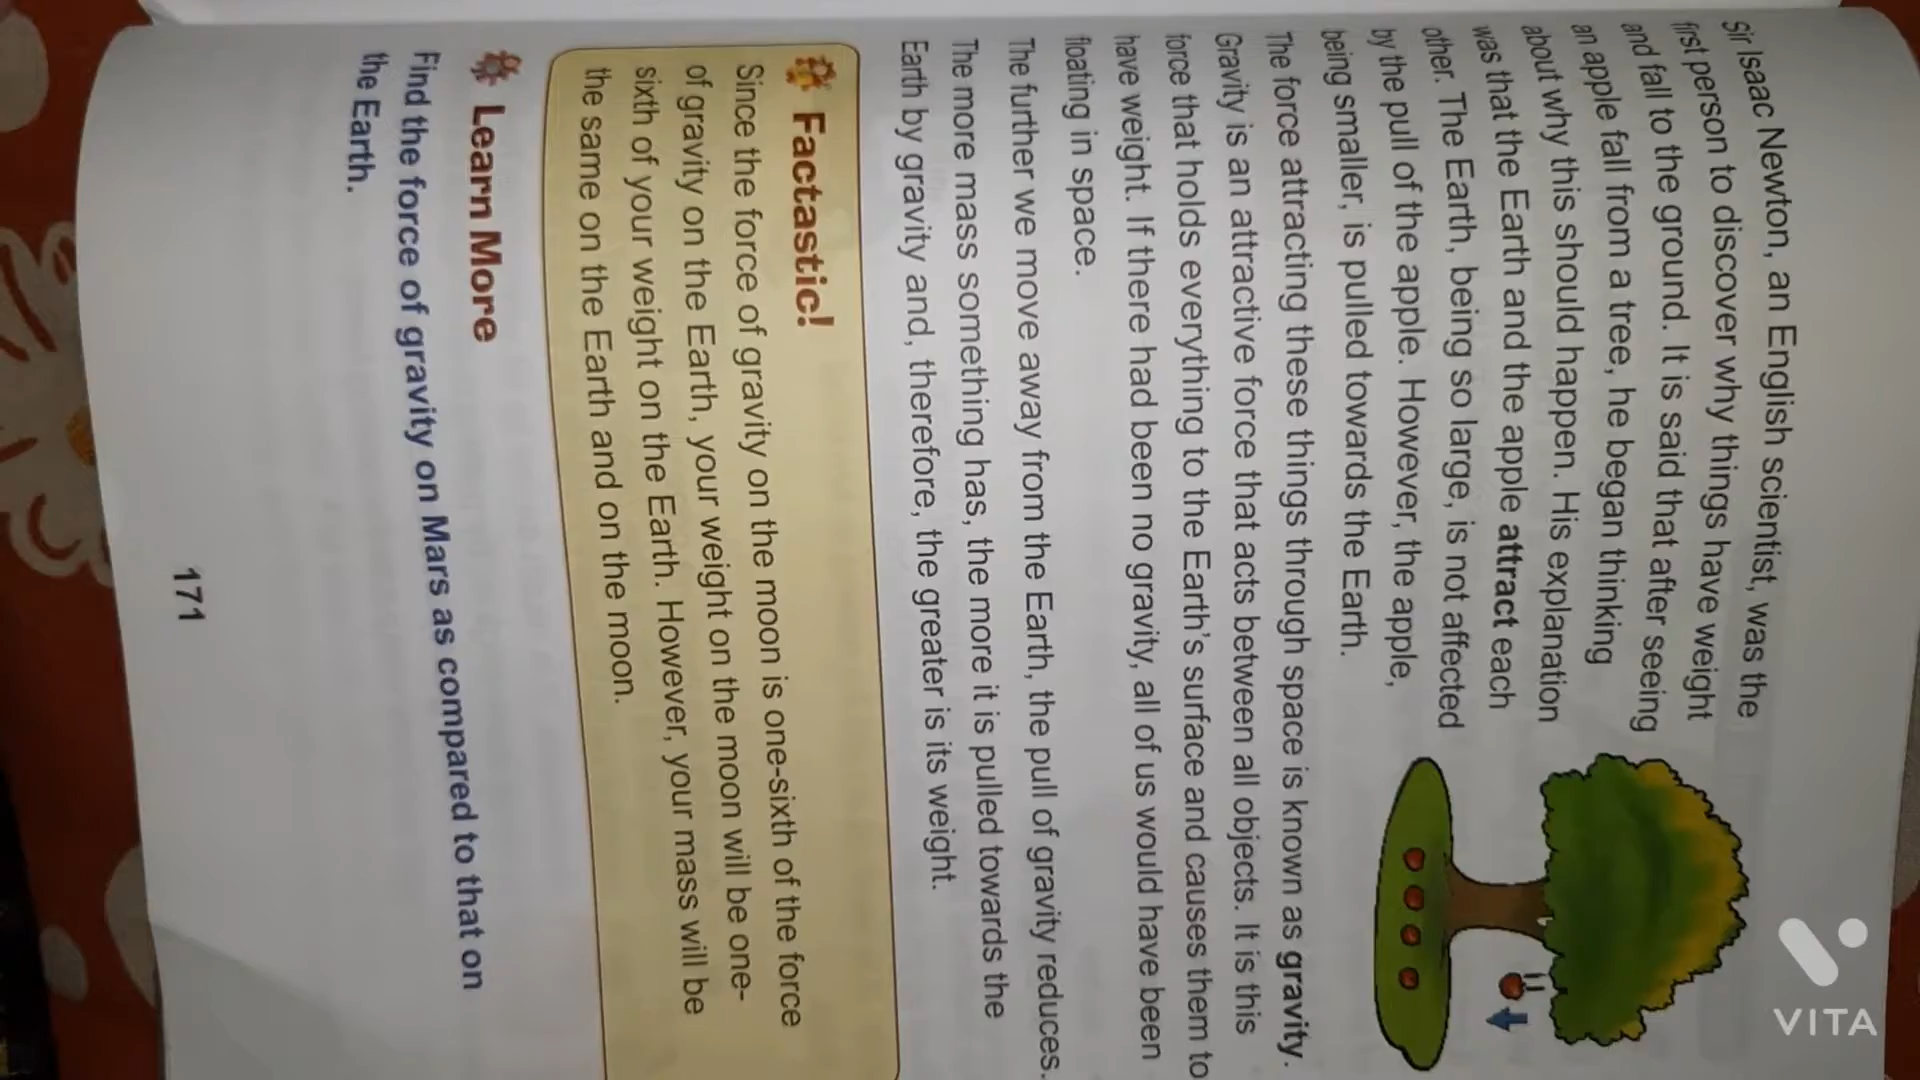 Sir Isaac Newton, an English scientist, was the
first person to discover why things have weight
and fall to the ground. It is said that after seeing
an apple fall from a tree, he began thinking
about why this should happen. His explanation
was that the Earth and the apple attract each
other. The Earth, being so large, is not affected
by the pull of the apple. However, the apple,
being smaller, is pulled towards the Earth.
The force attracting these things through space is known as gravity.
Gravity is an attractive force that acts between all objects. It is this
force that holds everything to the Earth's surface and causes them to
have weight. If there had been no gravity, all of us would have been
floating in space.
The further we move away from the Earth, the pull of gravity reduces.
The more mass something has, the more it is pulled towards the
Earth by gravity and, therefore, the greater is its weight.
Factastic!
Since the force of gravity on the moon is one-sixth of the force
of gravity on the Earth, your weight on the moon will be one-
sixth of your weight on the Earth. However, your mass will be
the same on the Earth and on the moon.
Learn More
Find the force of gravity on Mars as compared to that on
the Earth.
171
VITA